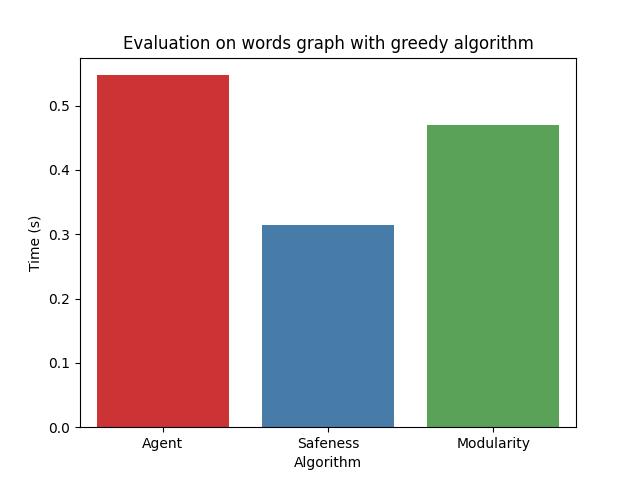 Evaluation on words graph with greedy algorithm
Time (s)
0.5
0.4
0.3
0.2
0.1
0.0
Agent Safeness Modularity
Algorithm